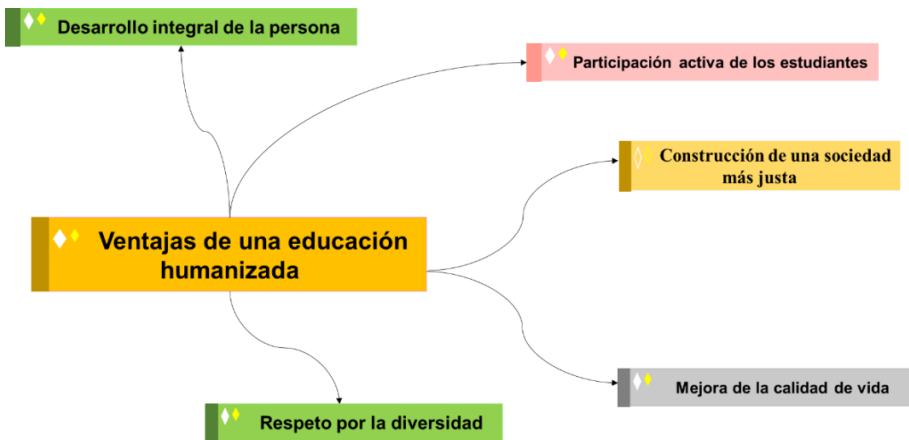 Desarrollo integral de la persona
Participación activa de los estudiantes
Construcción de una sociedad
más justa
Ventajas de una educación
humanizada
Mejora de la calidad de vida
Respeto por la diversidad